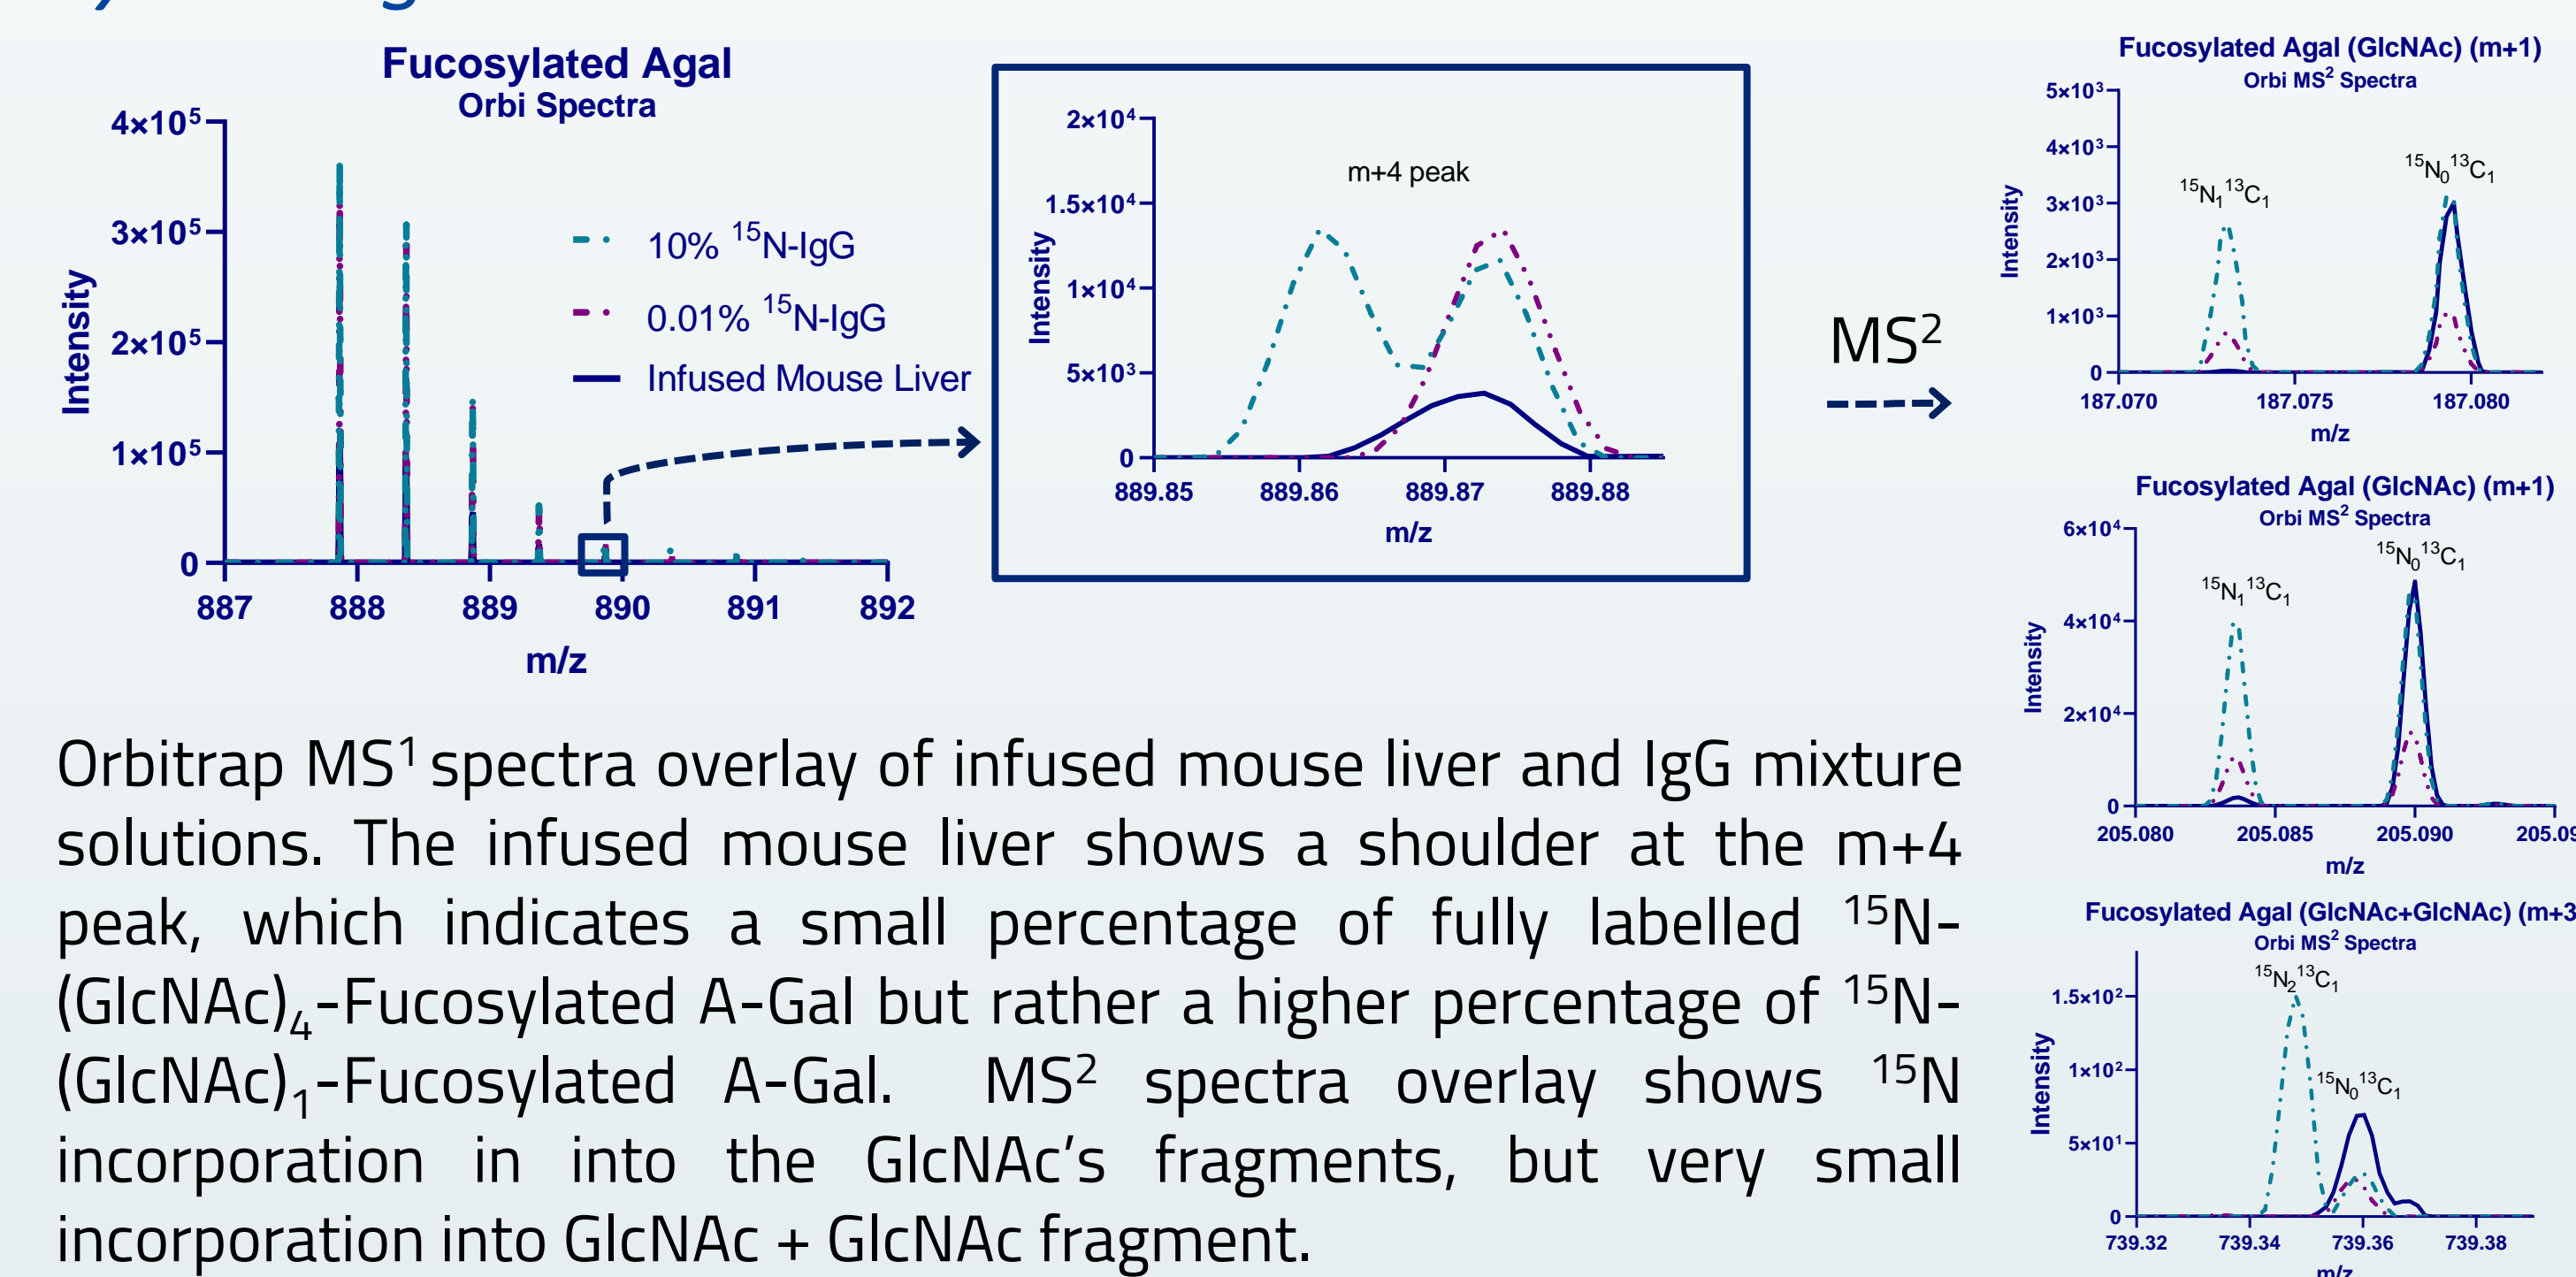 Fucosylated Agal
Orbi Spectra
4×10⁵
3×10⁵
2×10⁵
1×10⁵
0
Intensity
887 888 889 890 891 892
m/z
10% ¹⁵N-IgG
0.01% ¹⁵N-IgG
Infused Mouse Liver
2×10⁴
1.5×10⁴
1×10⁴
5×10³
0
Intensity
m+4 peak
889.85 889.86 889.87 889.88
m/z
MS²
Fucosylated Agal (GlcNAc) (m+1)
Orbi MS² Spectra
5×10³
4×10³
3×10³
2×10³
1×10³
0
Intensity
¹⁵N₁¹³C₁
¹⁵N₀¹³C₁
187.070 187.075 187.080
m/z
Fucosylated Agal (GlcNAc) (m+1)
Orbi MS² Spectra
6×10⁴
4×10⁴
2×10⁴
0
Intensity
¹⁵N₁¹³C₁
¹⁵N₀¹³C₁
205.080 205.085 205.090 205.09
m/z
Fucosylated Agal (GlcNAc+GlcNAc) (m+3
Orbi MS² Spectra
1.5×10²
1×10²
5×10¹
0
Intensity
¹⁵N₂¹³C₁
¹⁵N₀¹³C₁
739.32 739.34 739.36 739.38
m/z
Orbitrap MS¹ spectra overlay of infused mouse liver and IgG mixture
solutions. The infused mouse liver shows a shoulder at the m+4
peak, which indicates a small percentage of fully labelled ¹⁵N-
(GlcNAc)₄-Fucosylated A-Gal but rather a higher percentage of ¹⁵N-
(GlcNAc)₁-Fucosylated A-Gal. MS² spectra overlay shows ¹⁵N
incorporation in into the GlcNAc’s fragments, but very small
incorporation into GlcNAc + GlcNAc fragment.